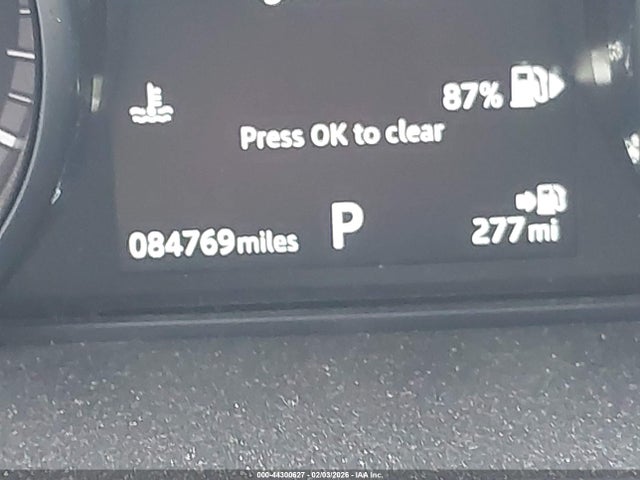 87%
Press OK to clear
084769miles P 277mi
000-44300627 - 02/03/2026 - IAA Inc.